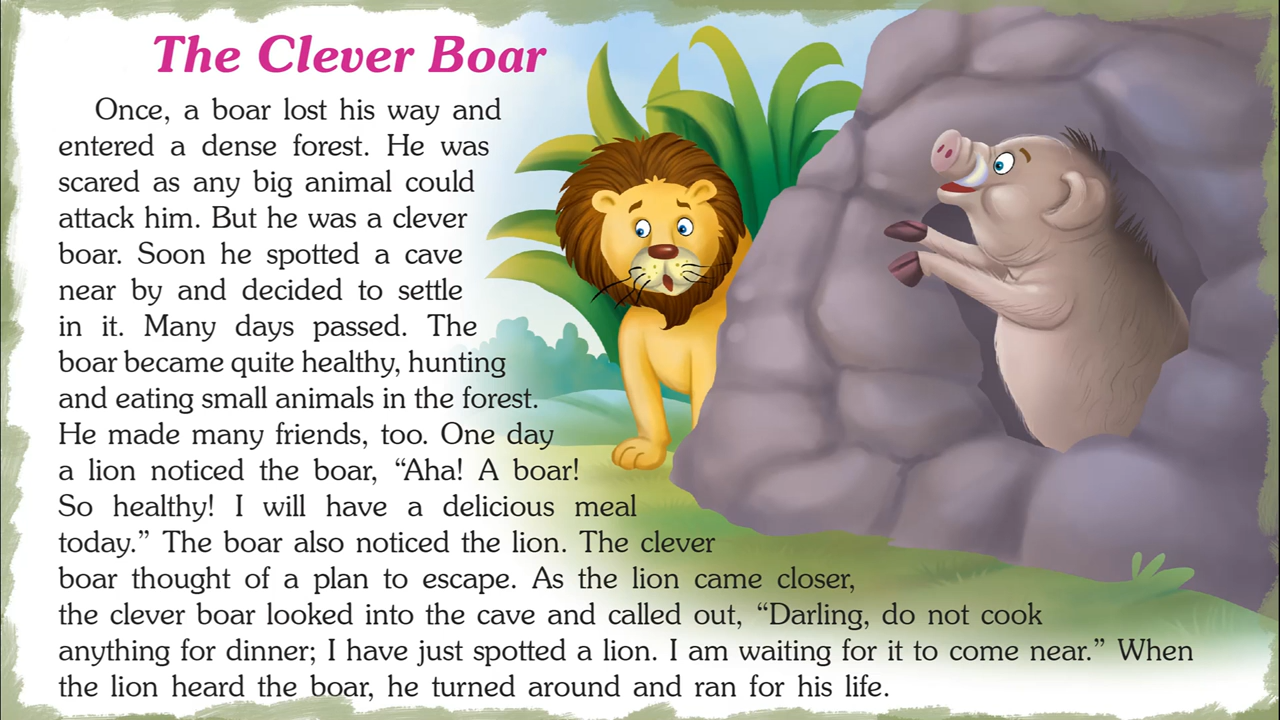 The Clever Boar
Once, a boar lost his way and
entered a dense forest. He was
scared as any big animal could
attack him. But he was a clever
boar. Soon he spotted a cave
near by and decided to settle
in it. Many days passed. The
boar became quite healthy, hunting
and eating small animals in the forest.
He made many friends, too. One day
a lion noticed the boar, “Aha! A boar!
So healthy! I will have a delicious meal
today.” The boar also noticed the lion. The clever
boar thought of a plan to escape. As the lion came closer,
the clever boar looked into the cave and called out, “Darling, do not cook
anything for dinner; I have just spotted a lion. I am waiting for it to come near.” When
the lion heard the boar, he turned around and ran for his life.